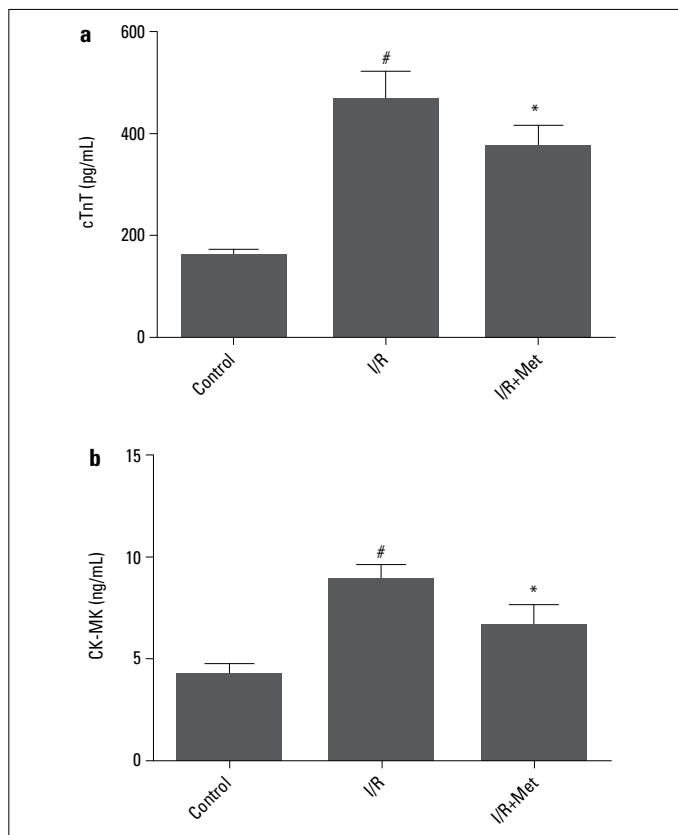 a
600
400
200
0
cTnT (pg/mL)
#
*
Control
I/R
I/R+Met
b
15
10
5
0
CK-MK (ng/mL)
#
*
Control
I/R
I/R+Met